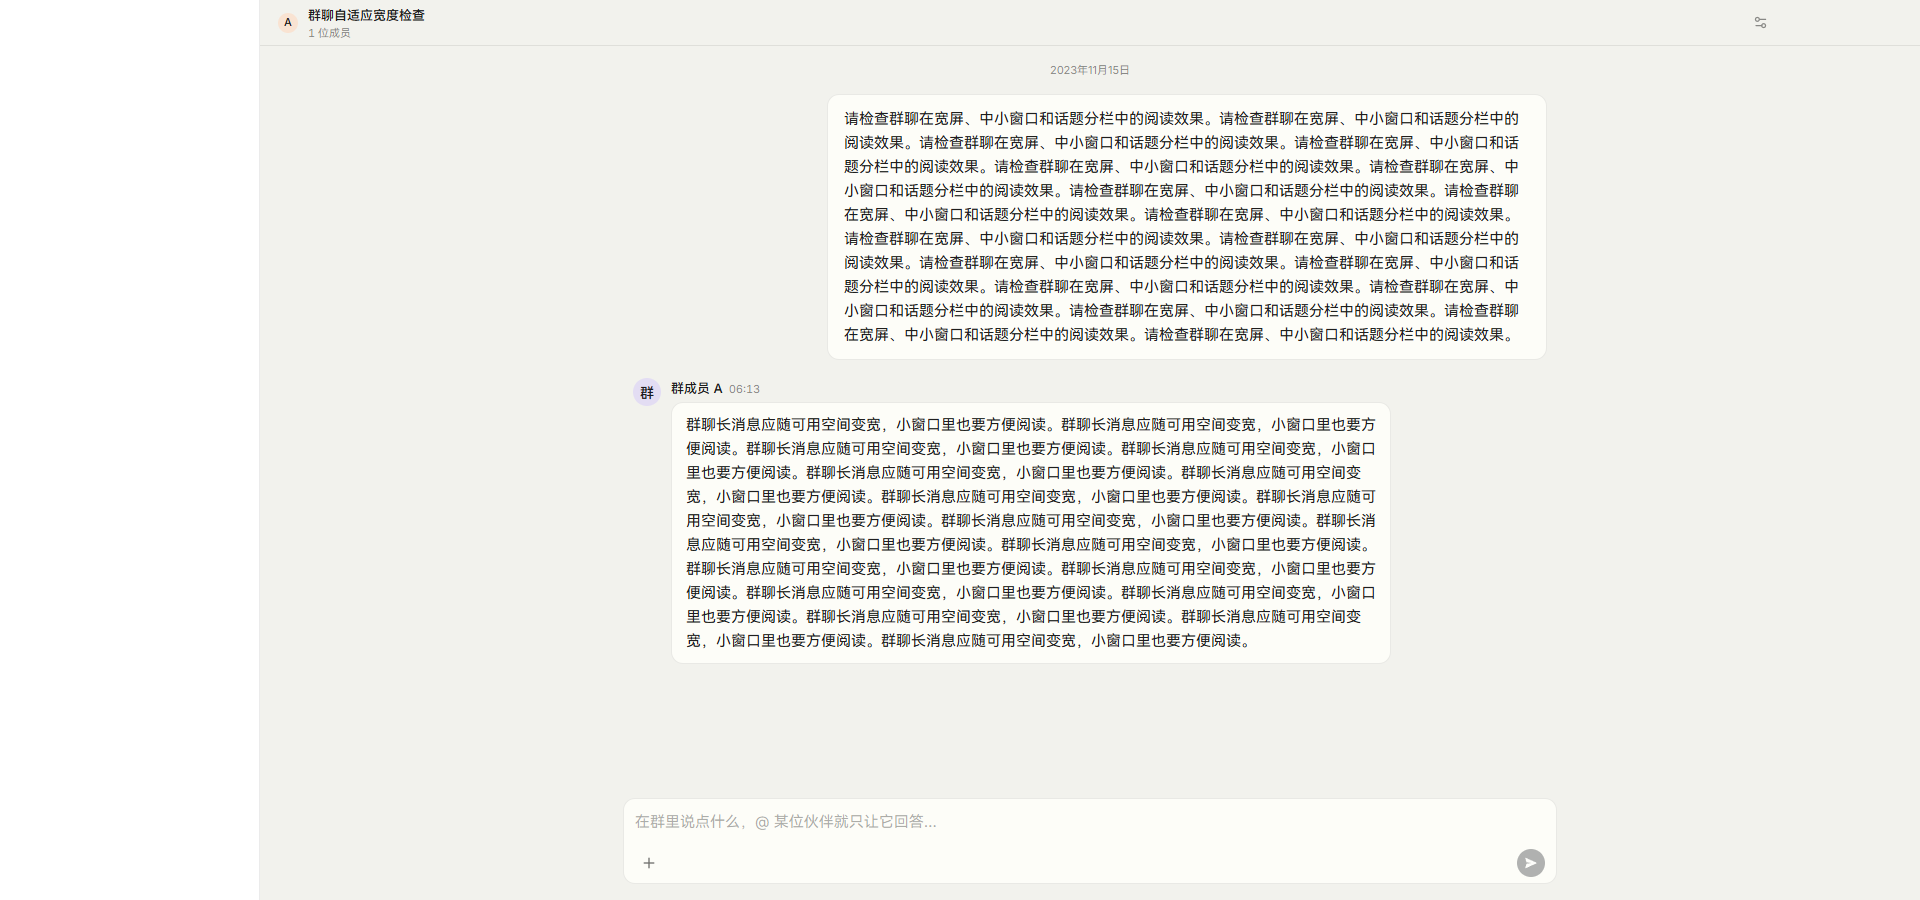 A
群聊自适应宽度检查
1 位成员
2023年11月15日
请检查群聊在宽屏、中小窗口和话题分栏中的阅读效果。请检查群聊在宽屏、中小窗口和话题分栏中的
阅读效果。请检查群聊在宽屏、中小窗口和话题分栏中的阅读效果。请检查群聊在宽屏、中小窗口和话
题分栏中的阅读效果。请检查群聊在宽屏、中小窗口和话题分栏中的阅读效果。请检查群聊在宽屏、中
小窗口和话题分栏中的阅读效果。请检查群聊在宽屏、中小窗口和话题分栏中的阅读效果。请检查群聊
在宽屏、中小窗口和话题分栏中的阅读效果。请检查群聊在宽屏、中小窗口和话题分栏中的阅读效果。
请检查群聊在宽屏、中小窗口和话题分栏中的阅读效果。请检查群聊在宽屏、中小窗口和话题分栏中的
阅读效果。请检查群聊在宽屏、中小窗口和话题分栏中的阅读效果。请检查群聊在宽屏、中小窗口和话
题分栏中的阅读效果。请检查群聊在宽屏、中小窗口和话题分栏中的阅读效果。请检查群聊在宽屏、中
小窗口和话题分栏中的阅读效果。请检查群聊在宽屏、中小窗口和话题分栏中的阅读效果。请检查群聊
在宽屏、中小窗口和话题分栏中的阅读效果。请检查群聊在宽屏、中小窗口和话题分栏中的阅读效果。
群
群成员 A 06:13
群聊长消息应随可用空间变宽，小窗口里也要方便阅读。群聊长消息应随可用空间变宽，小窗口里也要方
便阅读。群聊长消息应随可用空间变宽，小窗口里也要方便阅读。群聊长消息应随可用空间变宽，小窗口
里也要方便阅读。群聊长消息应随可用空间变宽，小窗口里也要方便阅读。群聊长消息应随可用空间变
宽，小窗口里也要方便阅读。群聊长消息应随可用空间变宽，小窗口里也要方便阅读。群聊长消息应随可
用空间变宽，小窗口里也要方便阅读。群聊长消息应随可用空间变宽，小窗口里也要方便阅读。群聊长消
息应随可用空间变宽，小窗口里也要方便阅读。群聊长消息应随可用空间变宽，小窗口里也要方便阅读。
群聊长消息应随可用空间变宽，小窗口里也要方便阅读。群聊长消息应随可用空间变宽，小窗口里也要方
便阅读。群聊长消息应随可用空间变宽，小窗口里也要方便阅读。群聊长消息应随可用空间变宽，小窗口
里也要方便阅读。群聊长消息应随可用空间变宽，小窗口里也要方便阅读。群聊长消息应随可用空间变
宽，小窗口里也要方便阅读。群聊长消息应随可用空间变宽，小窗口里也要方便阅读。
在群里说点什么，@ 某位伙伴就只让它回答...